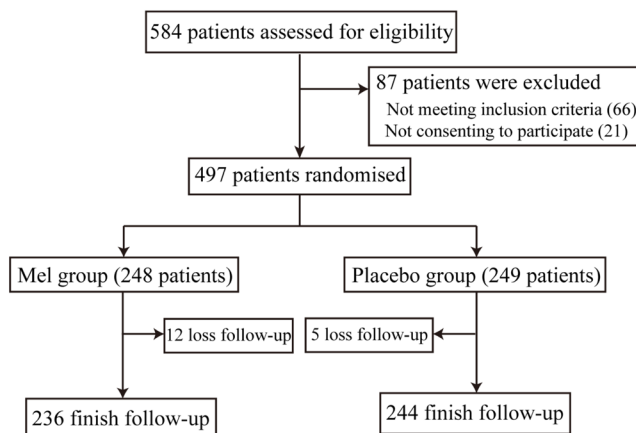 584 patients assessed for eligibility
87 patients were excluded
Not meeting inclusion criteria (66)
Not consenting to participate (21)
497 patients randomised
Mel group (248 patients)
Placebo group (249 patients)
12 loss follow-up
5 loss follow-up
236 finish follow-up
244 finish follow-up